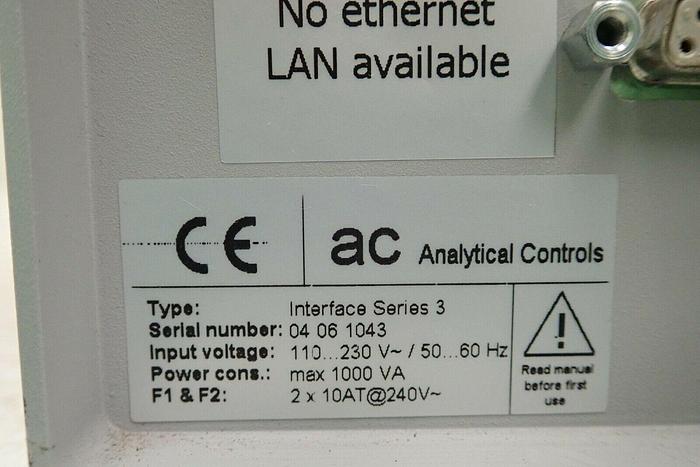 No ethernet
LAN available
CE
ac Analytical Controls
Type: Interface Series 3
Serial number: 04 06 1043
Input voltage: 110...230 V~ / 50...60 Hz
Power cons.: max 1000 VA
F1 & F2: 2 x 10AT@240V~
!
Read manual
before first
use